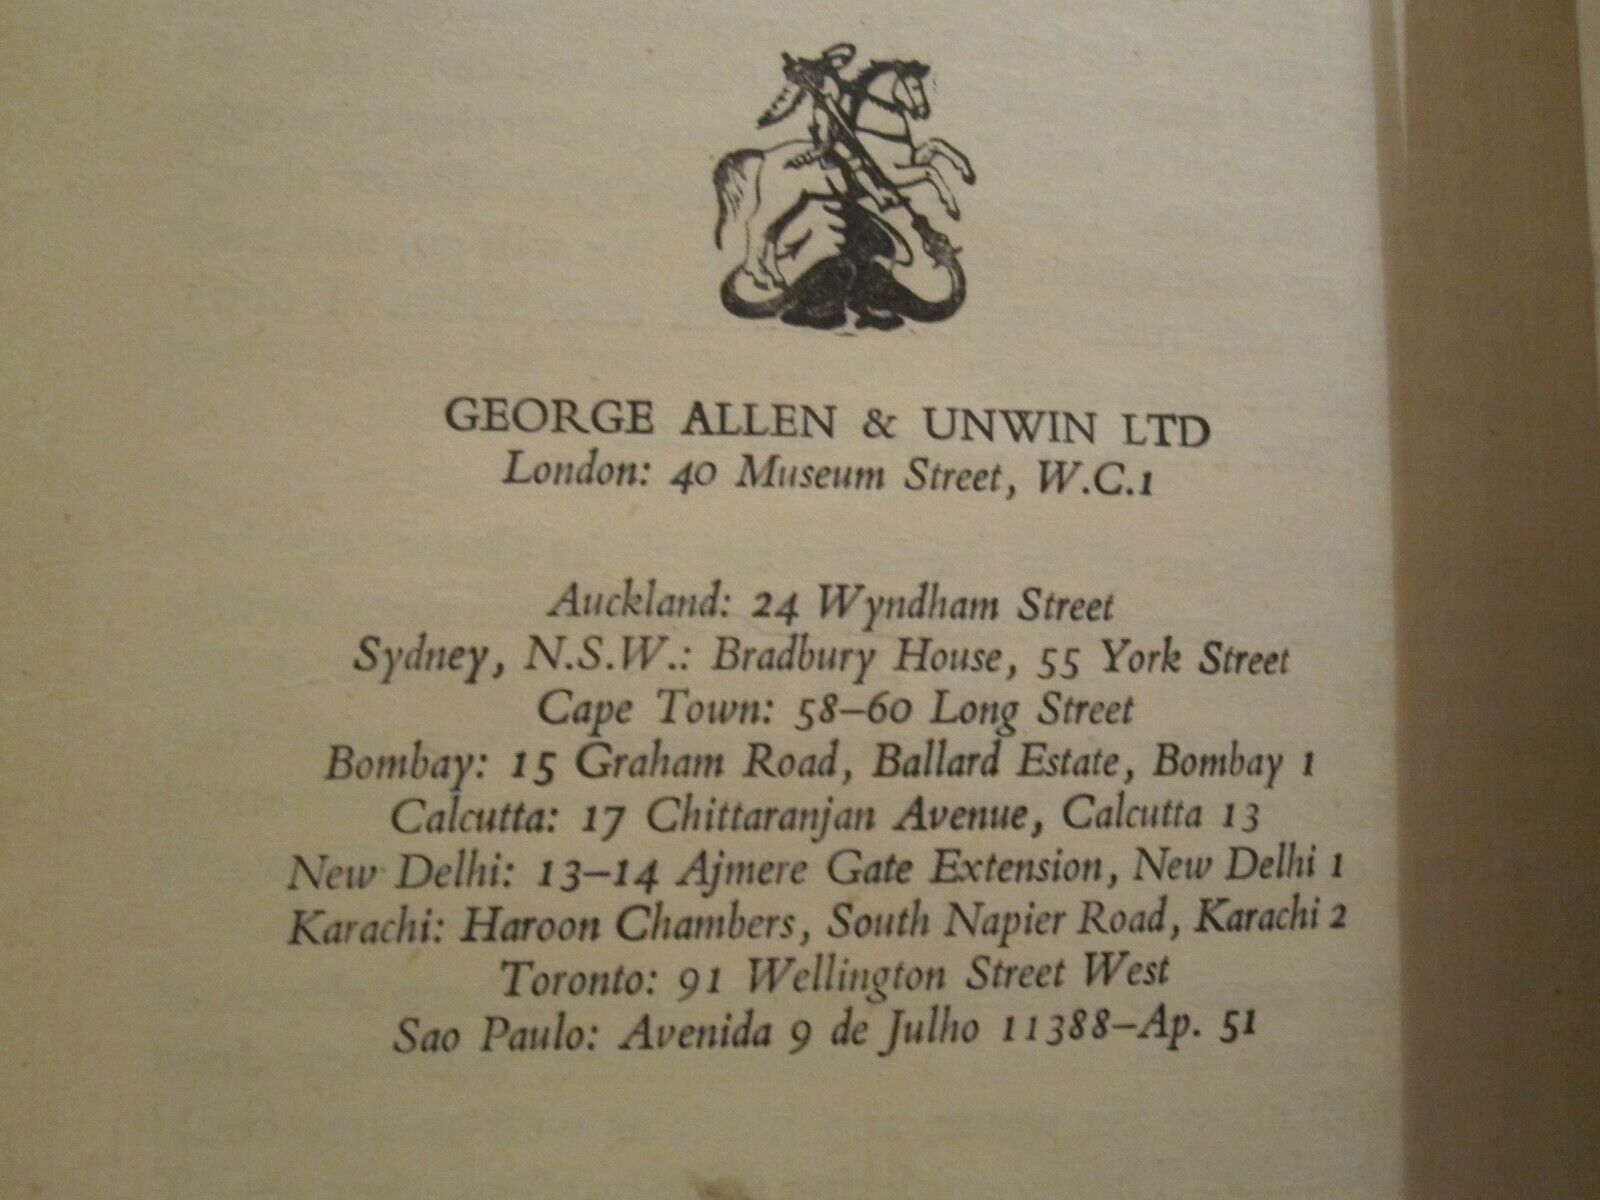 GEORGE ALLEN & UNWIN LTD
London: 40 Museum Street, W.C.1
Auckland: 24 Wyndham Street
Sydney, N.S.W.: Bradbury House, 55 York Street
Cape Town: 58–60 Long Street
Bombay: 15 Graham Road, Ballard Estate, Bombay 1
Calcutta: 17 Chittaranjan Avenue, Calcutta 13
New Delhi: 13–14 Ajmere Gate Extension, New Delhi 1
Karachi: Haroon Chambers, South Napier Road, Karachi 2
Toronto: 91 Wellington Street West
Sao Paulo: Avenida 9 de Julho 11388–Ap. 51